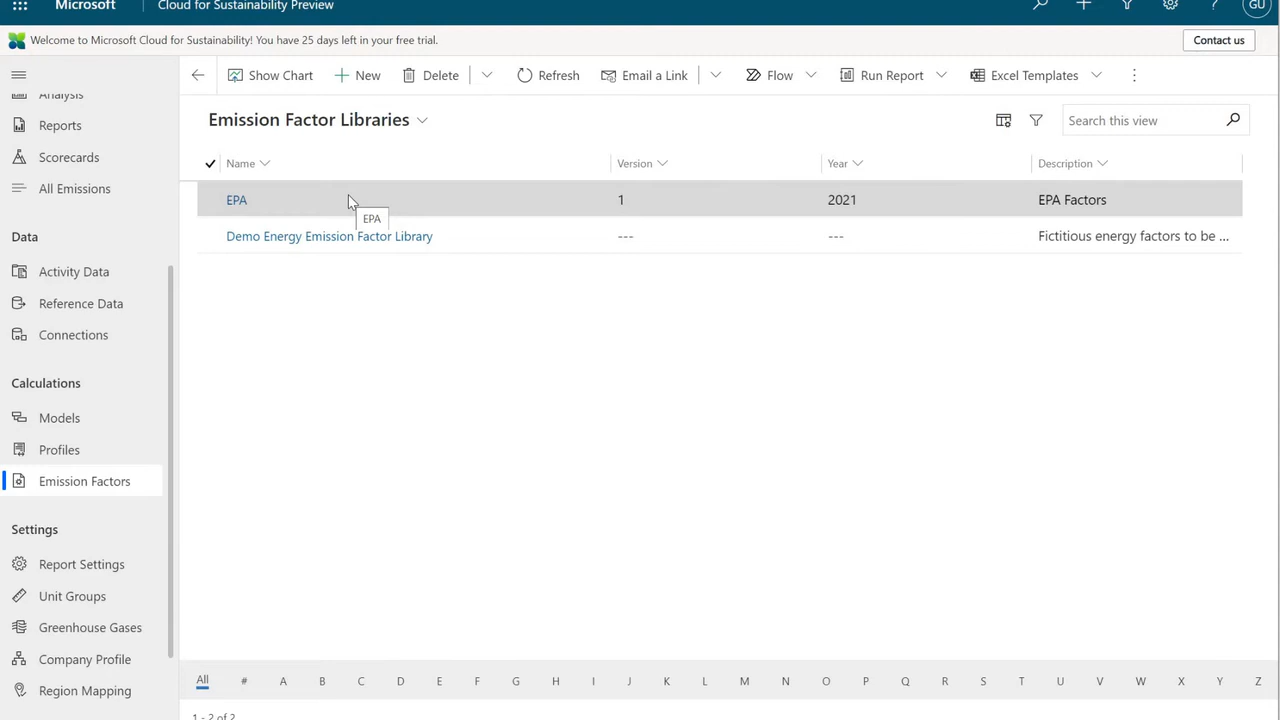 Microsoft Cloud for Sustainability Preview GU
Welcome to Microsoft Cloud for Sustainability! You have 25 days left in your free trial. Contact us
Show Chart New Delete Refresh Email a Link Flow Run Report Excel Templates
Analysis
Reports
Scorecards
All Emissions
Data
Activity Data
Reference Data
Connections
Calculations
Models
Profiles
Emission Factors
Settings
Report Settings
Unit Groups
Greenhouse Gases
Company Profile
Region Mapping
Emission Factor Libraries Search this view
Name Version Year Description
EPA 1 2021 EPA Factors
EPA
Demo Energy Emission Factor Library --- --- Fictitious energy factors to be ...
All # A B C D E F G H I J K L M N O P Q R S T U V W X Y Z
1 - 2 of 2